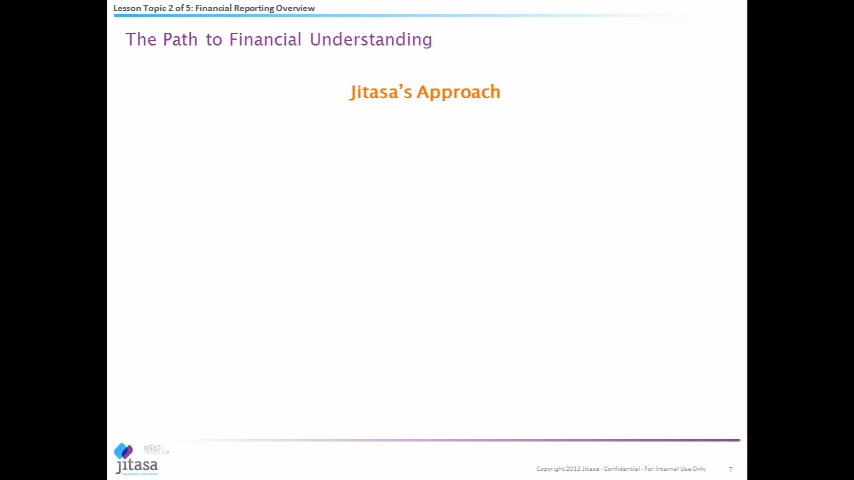 Lesson Topic 2 of 5: Financial Reporting Overview
The Path to Financial Understanding
Jitasa's Approach
jitasa
Copyright 2013 Jitasa - Confidential - For Internal Use Only
7